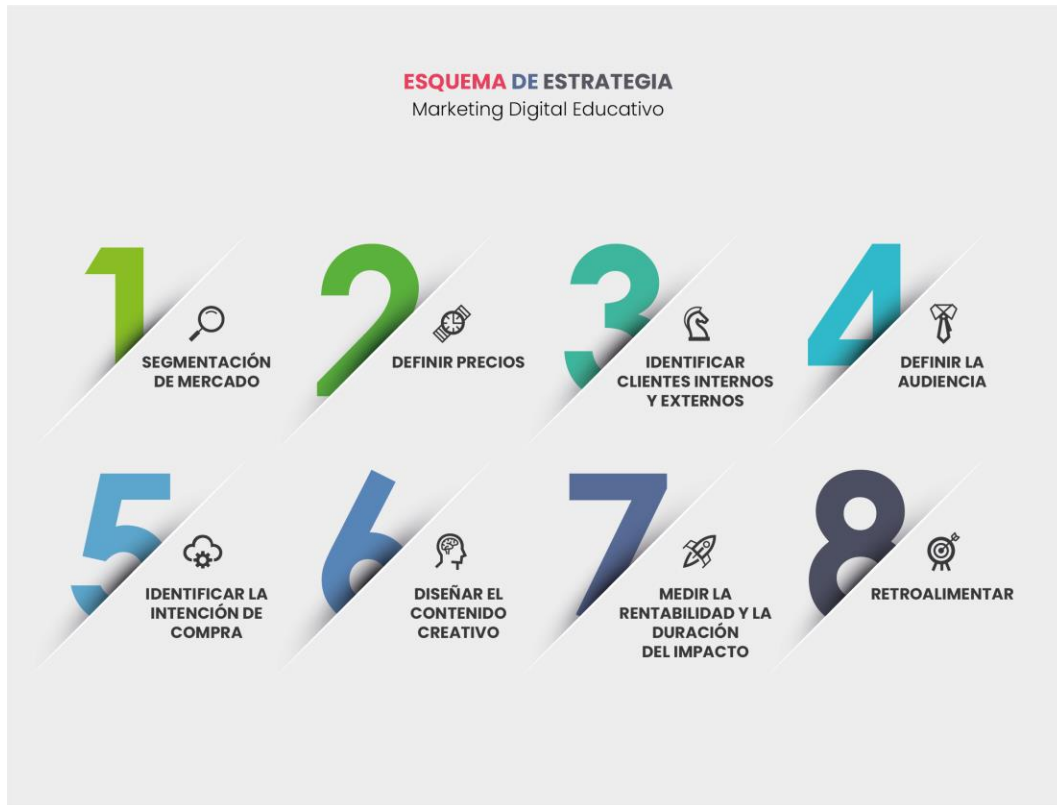 ESQUEMA DE ESTRATEGIA
Marketing Digital Educativo
1
SEGMENTACIÓN
DE MERCADO
2
DEFINIR PRECIOS
3
IDENTIFICAR
CLIENTES INTERNOS
Y EXTERNOS
4
DEFINIR LA
AUDIENCIA
5
IDENTIFICAR LA
INTENCIÓN DE
COMPRA
6
DISEÑAR EL
CONTENIDO
CREATIVO
7
MEDIR LA
RENTABILIDAD Y LA
DURACIÓN
DEL IMPACTO
8
RETROALIMENTAR